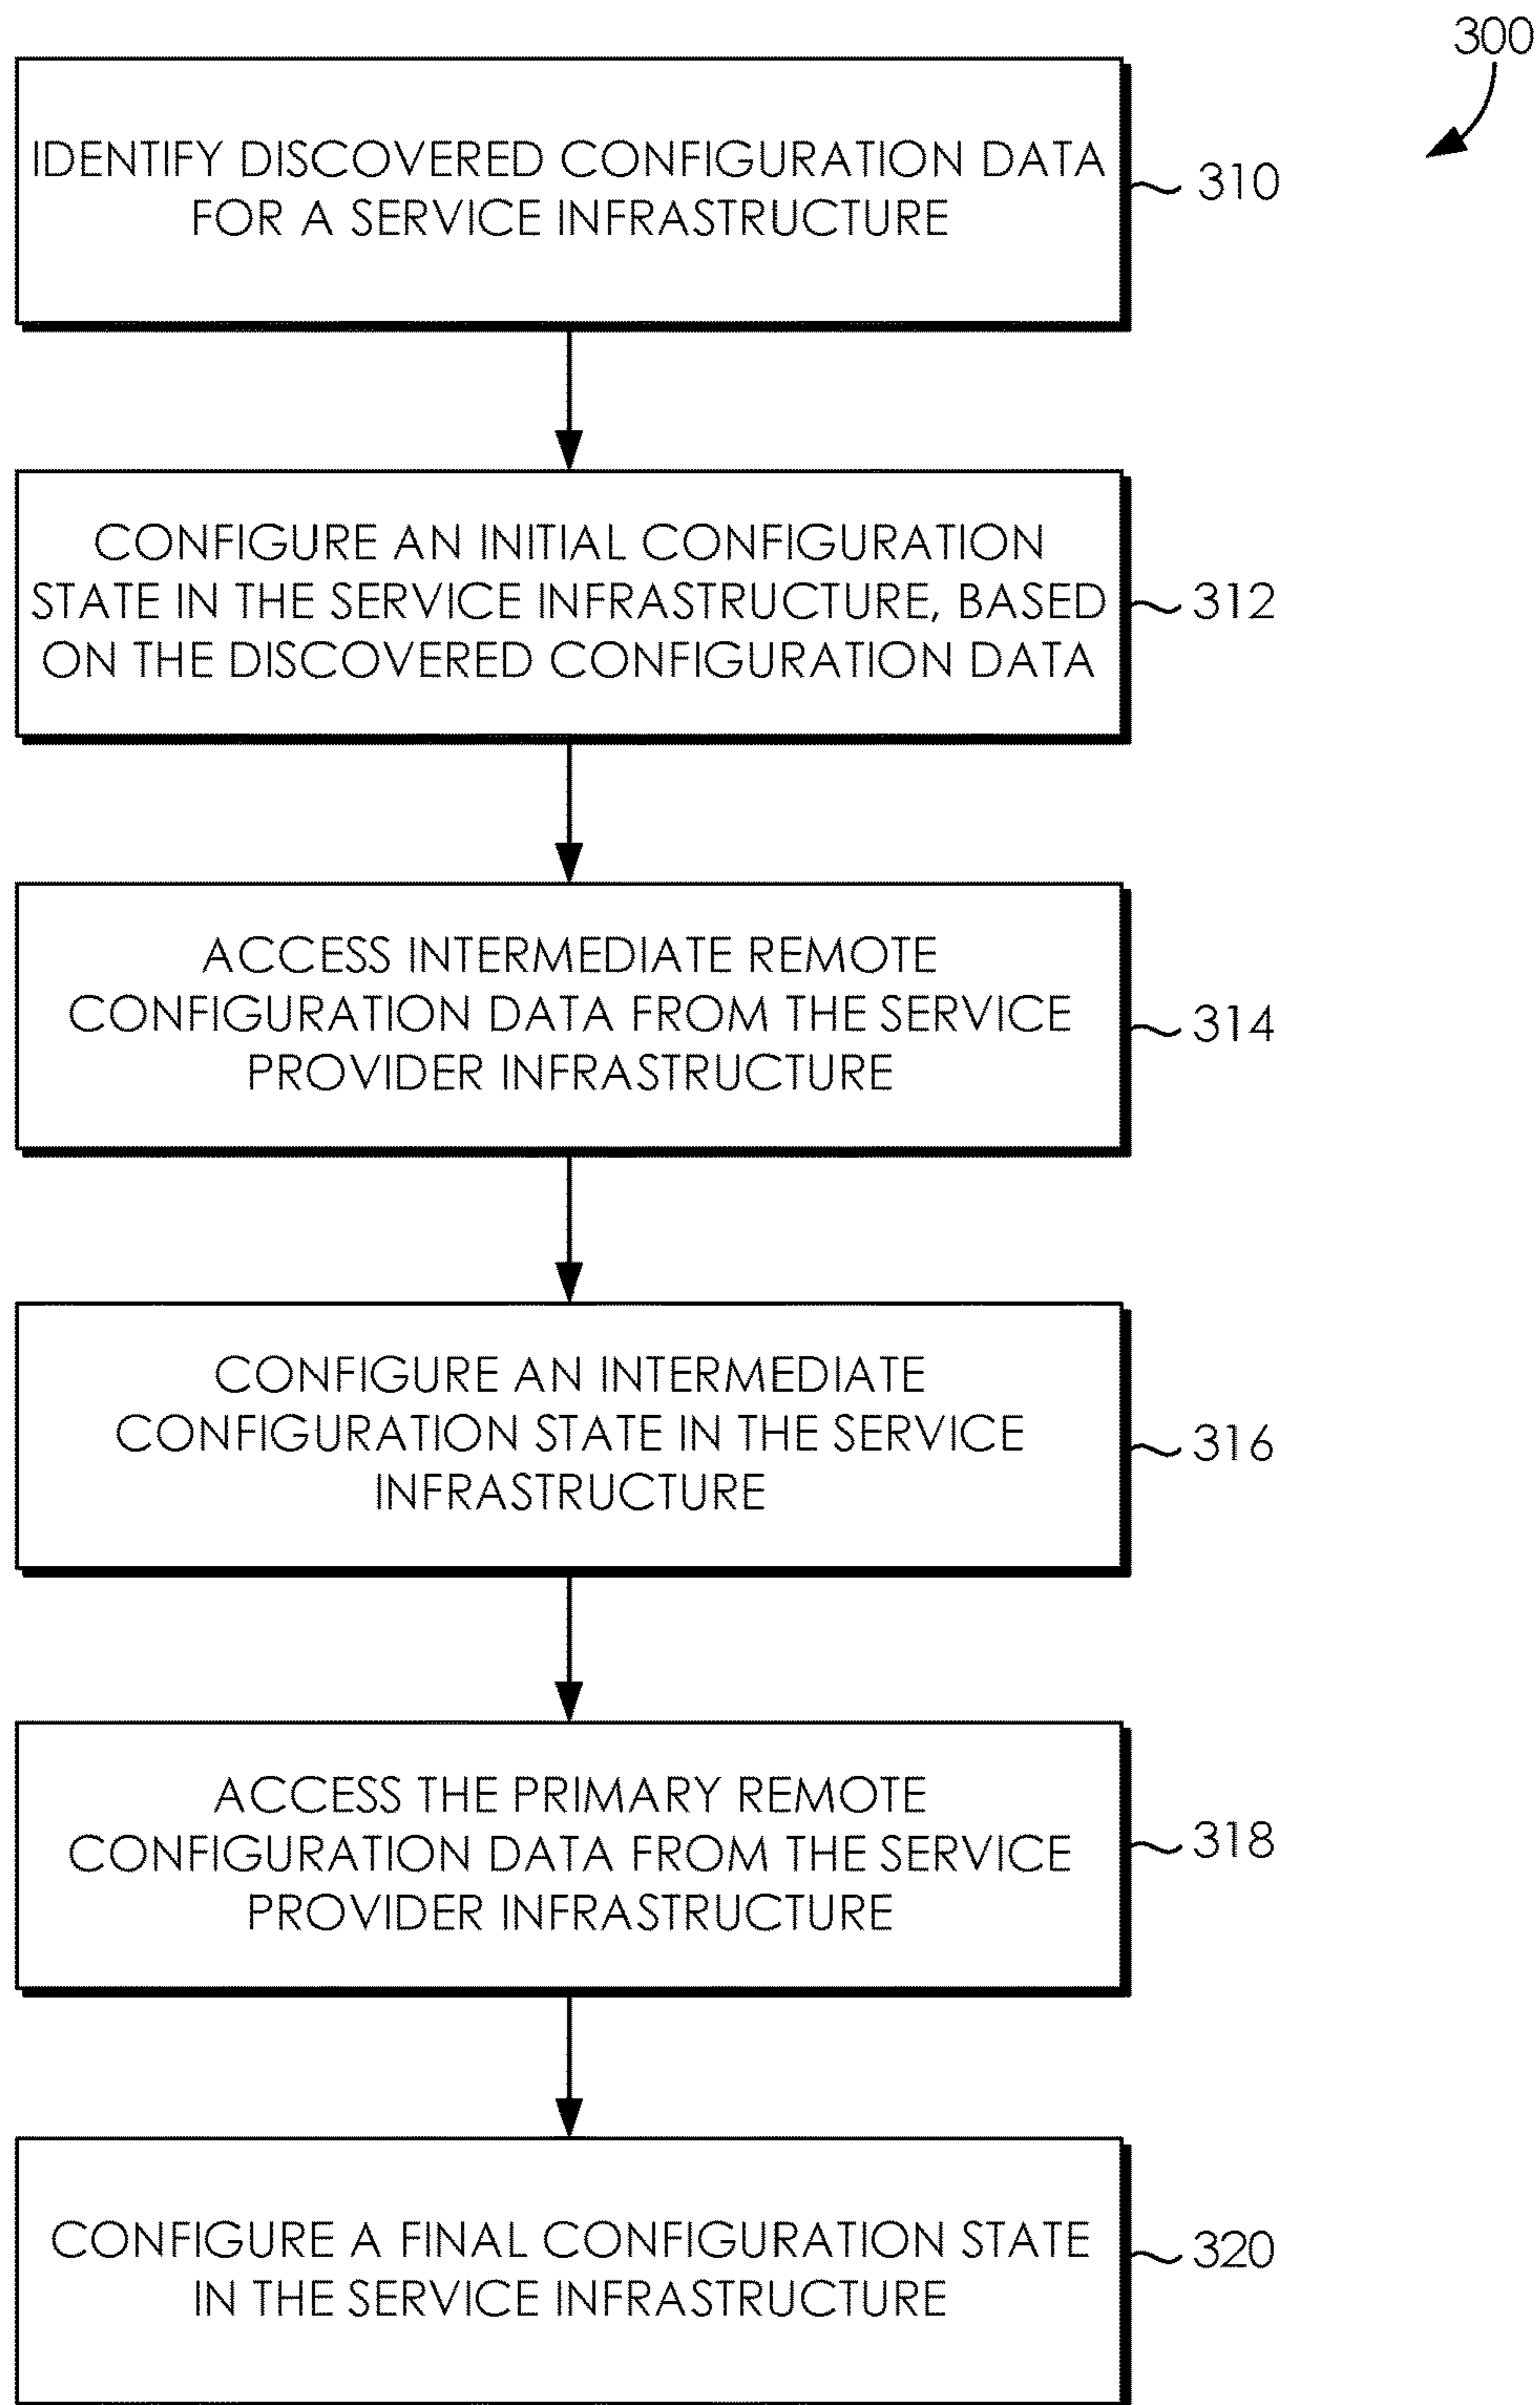 300
IDENTIFY DISCOVERED CONFIGURATION DATA
FOR A SERVICE INFRASTRUCTURE
310
CONFIGURE AN INITIAL CONFIGURATION
STATE IN THE SERVICE INFRASTRUCTURE, BASED
ON THE DISCOVERED CONFIGURATION DATA
312
ACCESS INTERMEDIATE REMOTE
CONFIGURATION DATA FROM THE SERVICE
PROVIDER INFRASTRUCTURE
314
CONFIGURE AN INTERMEDIATE
CONFIGURATION STATE IN THE SERVICE
INFRASTRUCTURE
316
ACCESS THE PRIMARY REMOTE
CONFIGURATION DATA FROM THE SERVICE
PROVIDER INFRASTRUCTURE
318
CONFIGURE A FINAL CONFIGURATION STATE
IN THE SERVICE INFRASTRUCTURE
320